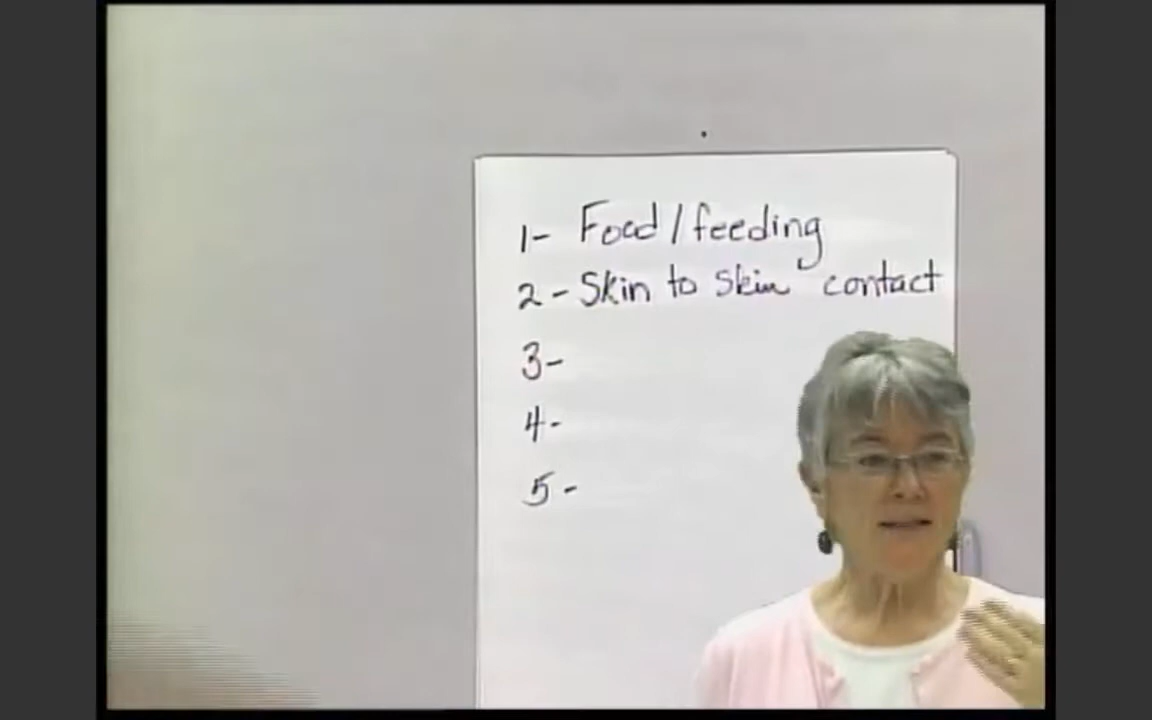 1- Food/feeding
2- Skin to skin contact
3-
4-
5-